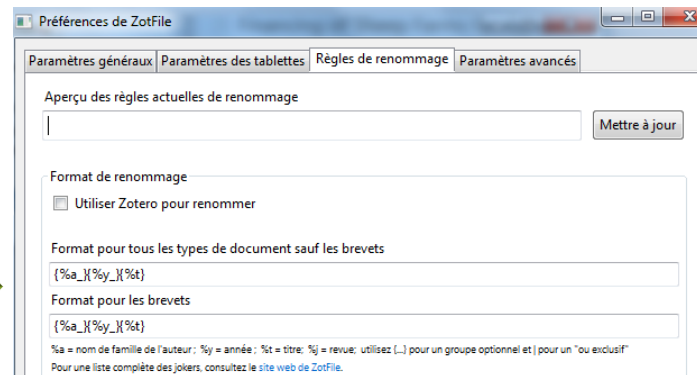 Préférences de ZotFile
Paramètres généraux Paramètres des tablettes Règles de renommage Paramètres avancés
Aperçu des règles actuelles de renommage
Mettre à jour
Format de renommage
Utiliser Zotero pour renommer
Format pour tous les types de document sauf les brevets
{%a_}{%y_}{%t}
Format pour les brevets
{%a_}{%y_}{%t}
%a = nom de famille de l'auteur ; %y = année ; %t = titre; %j = revue; utilisez {...} pour un groupe optionnel et | pour un "ou exclusif"
Pour une liste complète des jokers, consultez le site web de ZotFile.